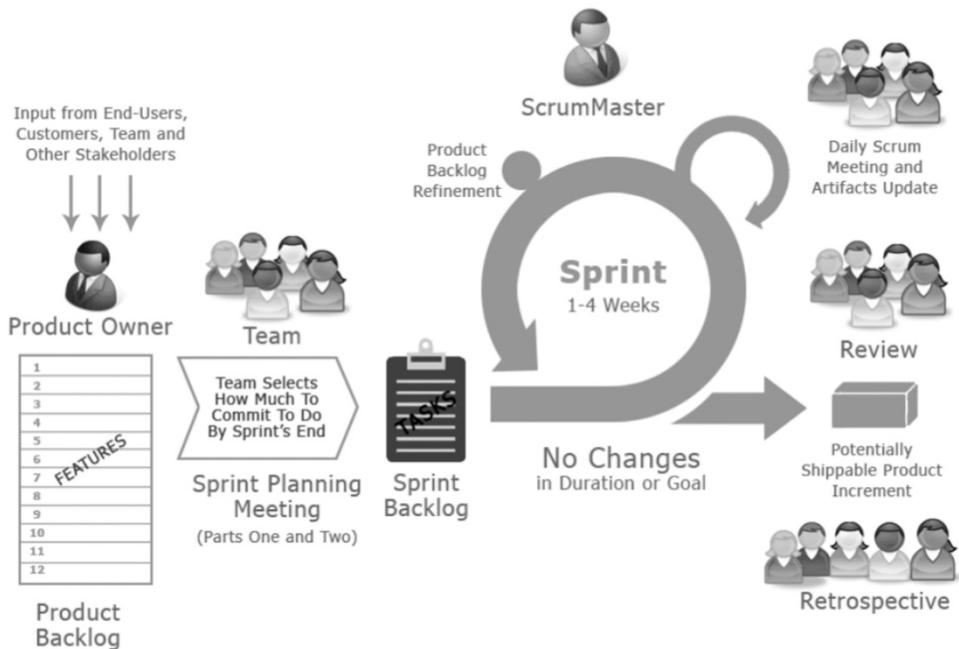 Input from End-Users,
Customers, Team and
Other Stakeholders
Product Owner
1
2
3
4
5
6
7
8
9
10
11
12
FEATURES
Product
Backlog
Team
Team Selects
How Much To
Commit To Do
By Sprint's End
Sprint Planning
Meeting
(Parts One and Two)
TASKS
Sprint
Backlog
ScrumMaster
Product
Backlog
Refinement
Sprint
1-4 Weeks
No Changes
in Duration or Goal
Daily Scrum
Meeting and
Artifacts Update
Review
Potentially
Shippable Product
Increment
Retrospective